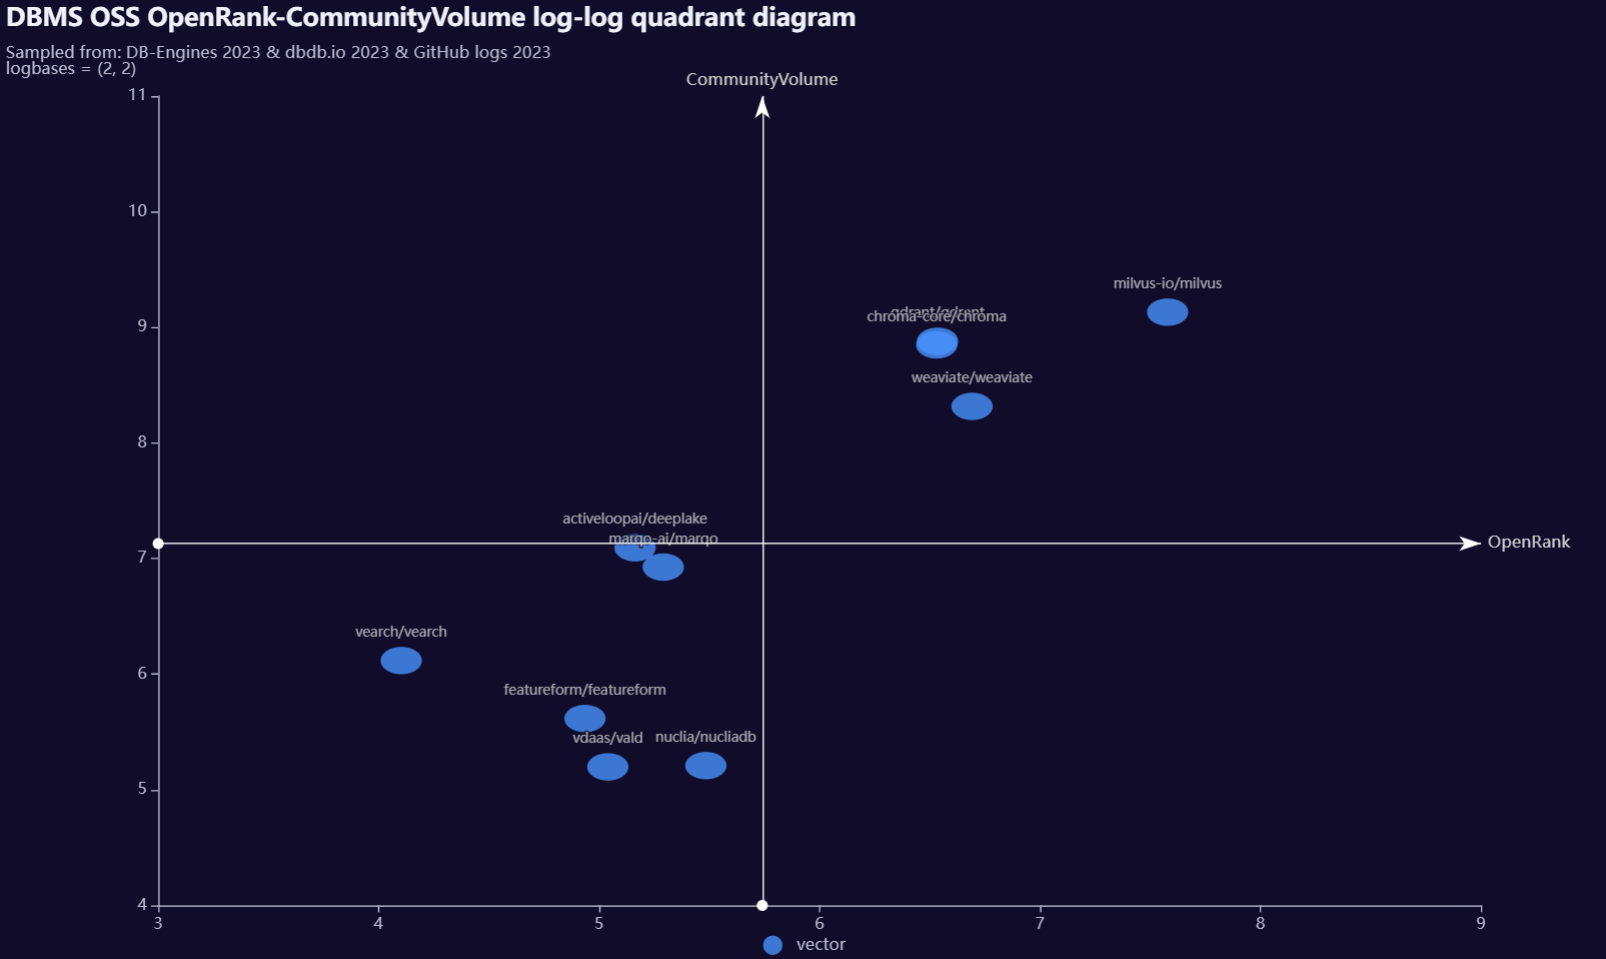 DBMS OSS OpenRank-CommunityVolume log-log quadrant diagram
Sampled from: DB-Engines 2023 & dbdb.io 2023 & GitHub logs 2023
logbases = (2, 2)
CommunityVolume
11
10
9
8
7
6
5
4
milvus-io/milvus
qdrant/qdrant
chroma-core/chroma
weaviate/weaviate
activeloopai/deeplake
marqo-ai/marqo
OpenRank
vearch/vearch
featureform/featureform
vdaas/vald
nuclia/nucliadb
3
4
5
6
7
8
9
vector